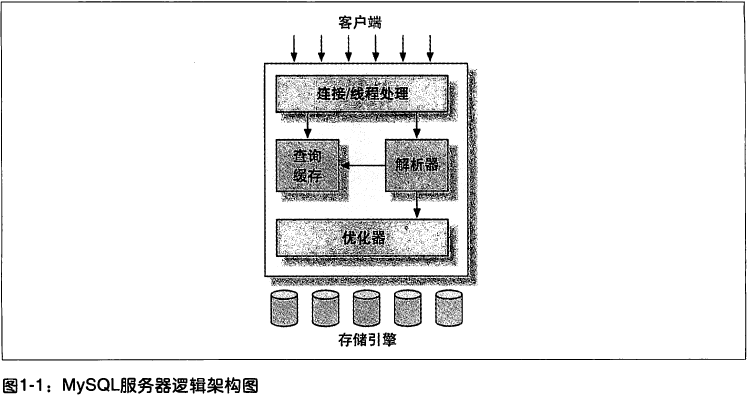 客户端
连接/线程处理
查询
缓存
解析器
优化器
存储引擎
图1-1：MySQL服务器逻辑架构图